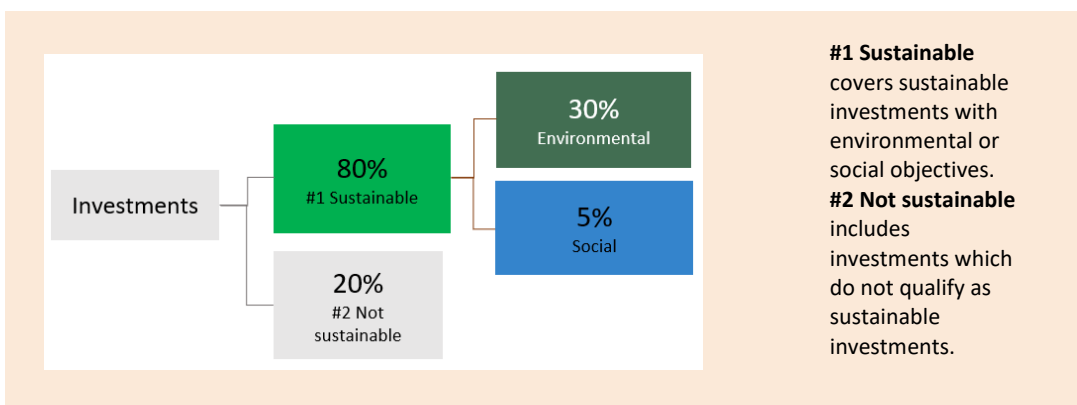 Investments
80%
#1 Sustainable
20%
#2 Not
sustainable
30%
Environmental
5%
Social
#1 Sustainable
covers sustainable
investments with
environmental or
social objectives.
#2 Not sustainable
includes
investments which
do not qualify as
sustainable
investments.